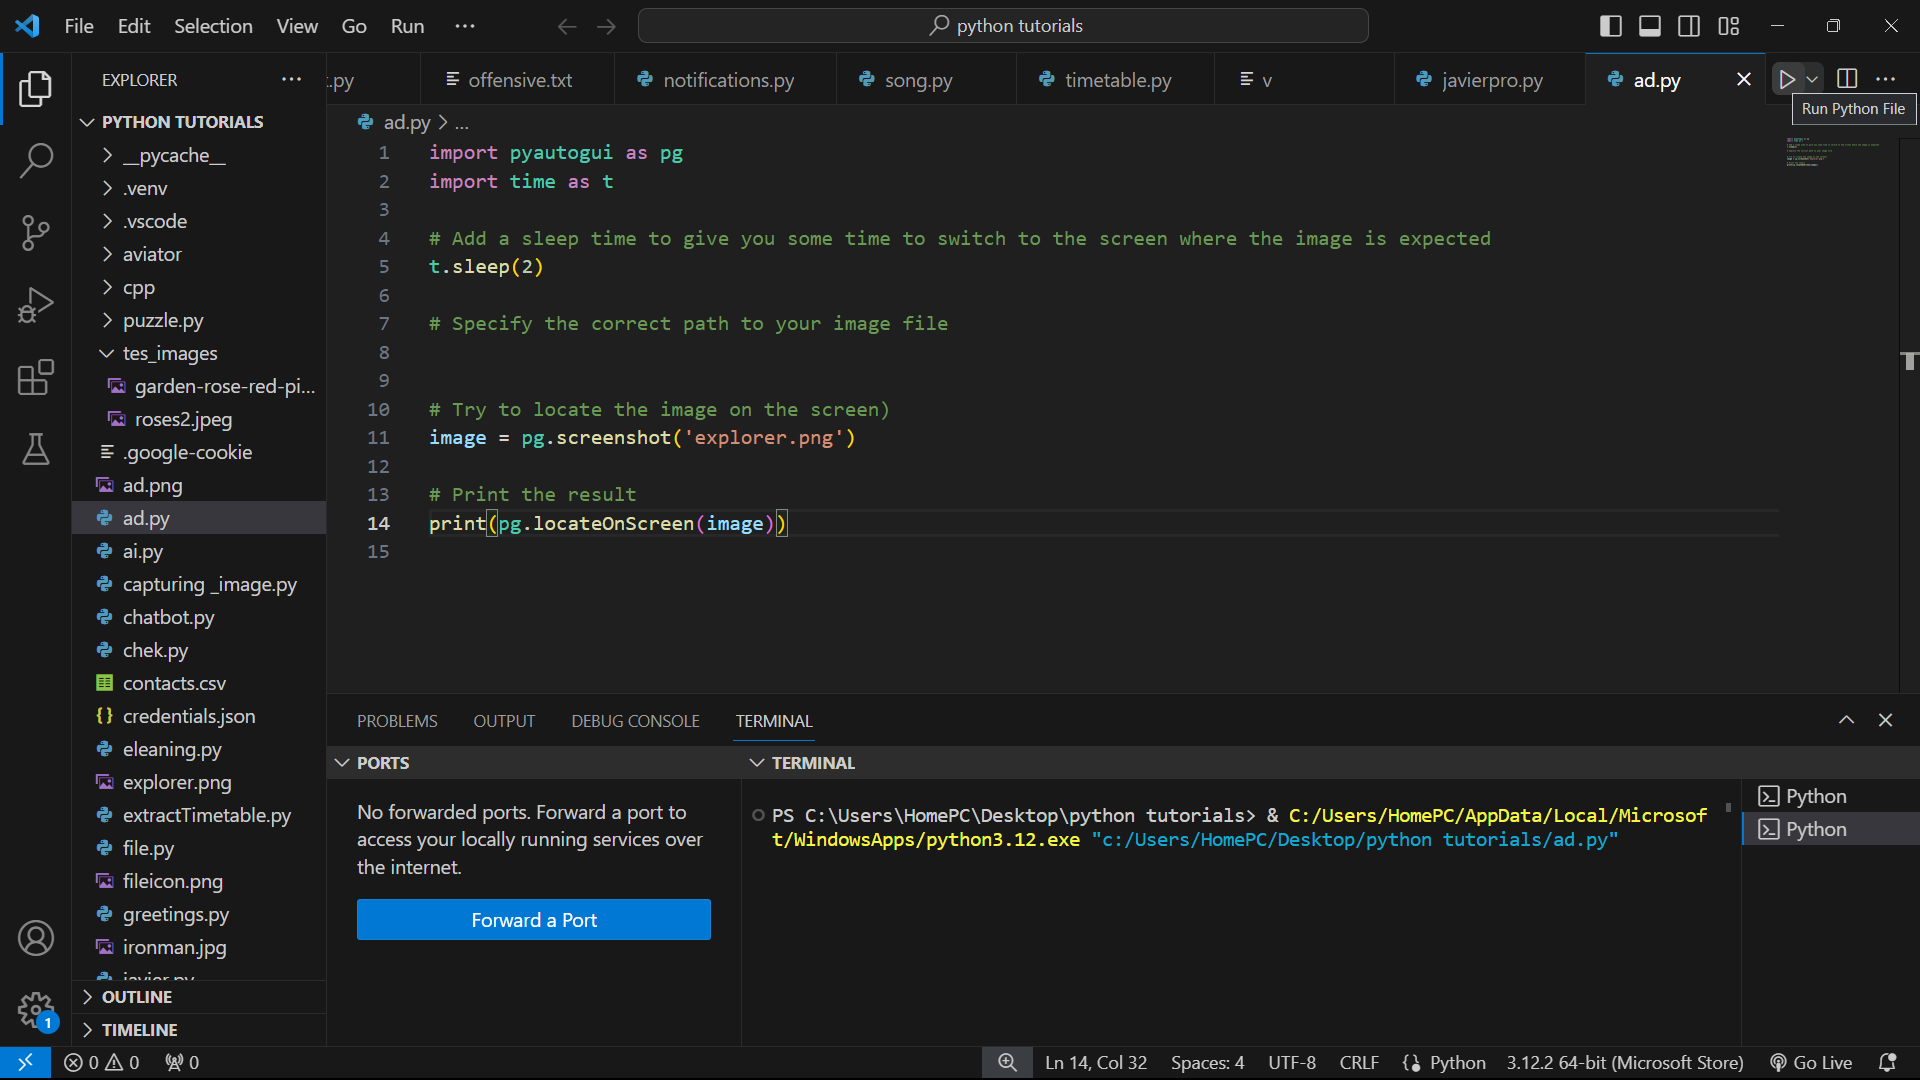 File Edit Selection View Go Run ...
python tutorials
EXPLORER ...
.py
offensive.txt
notifications.py
song.py
timetable.py
v
javierpro.py
ad.py
Run Python File
PYTHON TUTORIALS
__pycache__
.venv
.vscode
aviator
cpp
puzzle.py
tes_images
garden-rose-red-pi...
roses2.jpeg
.google-cookie
ad.png
ad.py
ai.py
capturing _image.py
chatbot.py
chek.py
contacts.csv
credentials.json
eleaning.py
explorer.png
extractTimetable.py
file.py
fileicon.png
greetings.py
ironman.jpg
javier.py
OUTLINE
TIMELINE
ad.py > ...
1 import pyautogui as pg
2 import time as t
3
4 # Add a sleep time to give you some time to switch to the screen where the image is expected
5 t.sleep(2)
6
7 # Specify the correct path to your image file
8
9
10 # Try to locate the image on the screen)
11 image = pg.screenshot('explorer.png')
12
13 # Print the result
14 print(pg.locateOnScreen(image))
15
PROBLEMS OUTPUT DEBUG CONSOLE TERMINAL
PORTS
No forwarded ports. Forward a port to
access your locally running services over
the internet.
Forward a Port
TERMINAL
PS C:\Users\HomePC\Desktop\python tutorials> & C:/Users/HomePC/AppData/Local/Microsof
t/WindowsApps/python3.12.exe "c:/Users/HomePC/Desktop/python tutorials/ad.py"
Python
Python
1
0 0 0
Ln 14, Col 32 Spaces: 4 UTF-8 CRLF {} Python 3.12.2 64-bit (Microsoft Store) Go Live